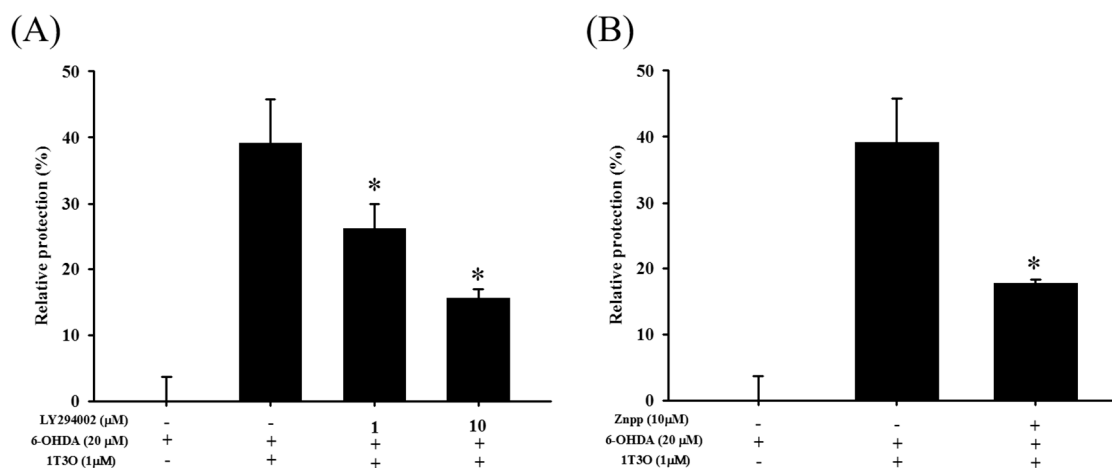 (A)
50
40
30
20
10
0
Relative protection (%)
*
*
LY294002 (μM) - - 1 10
6-OHDA (20 μM) + + + +
1T3O (1μM) - + + +
(B)
50
40
30
20
10
0
Relative protection (%)
*
Znpp (10μM) - - +
6-OHDA (20 μM) + + +
1T3O (1μM) - + +